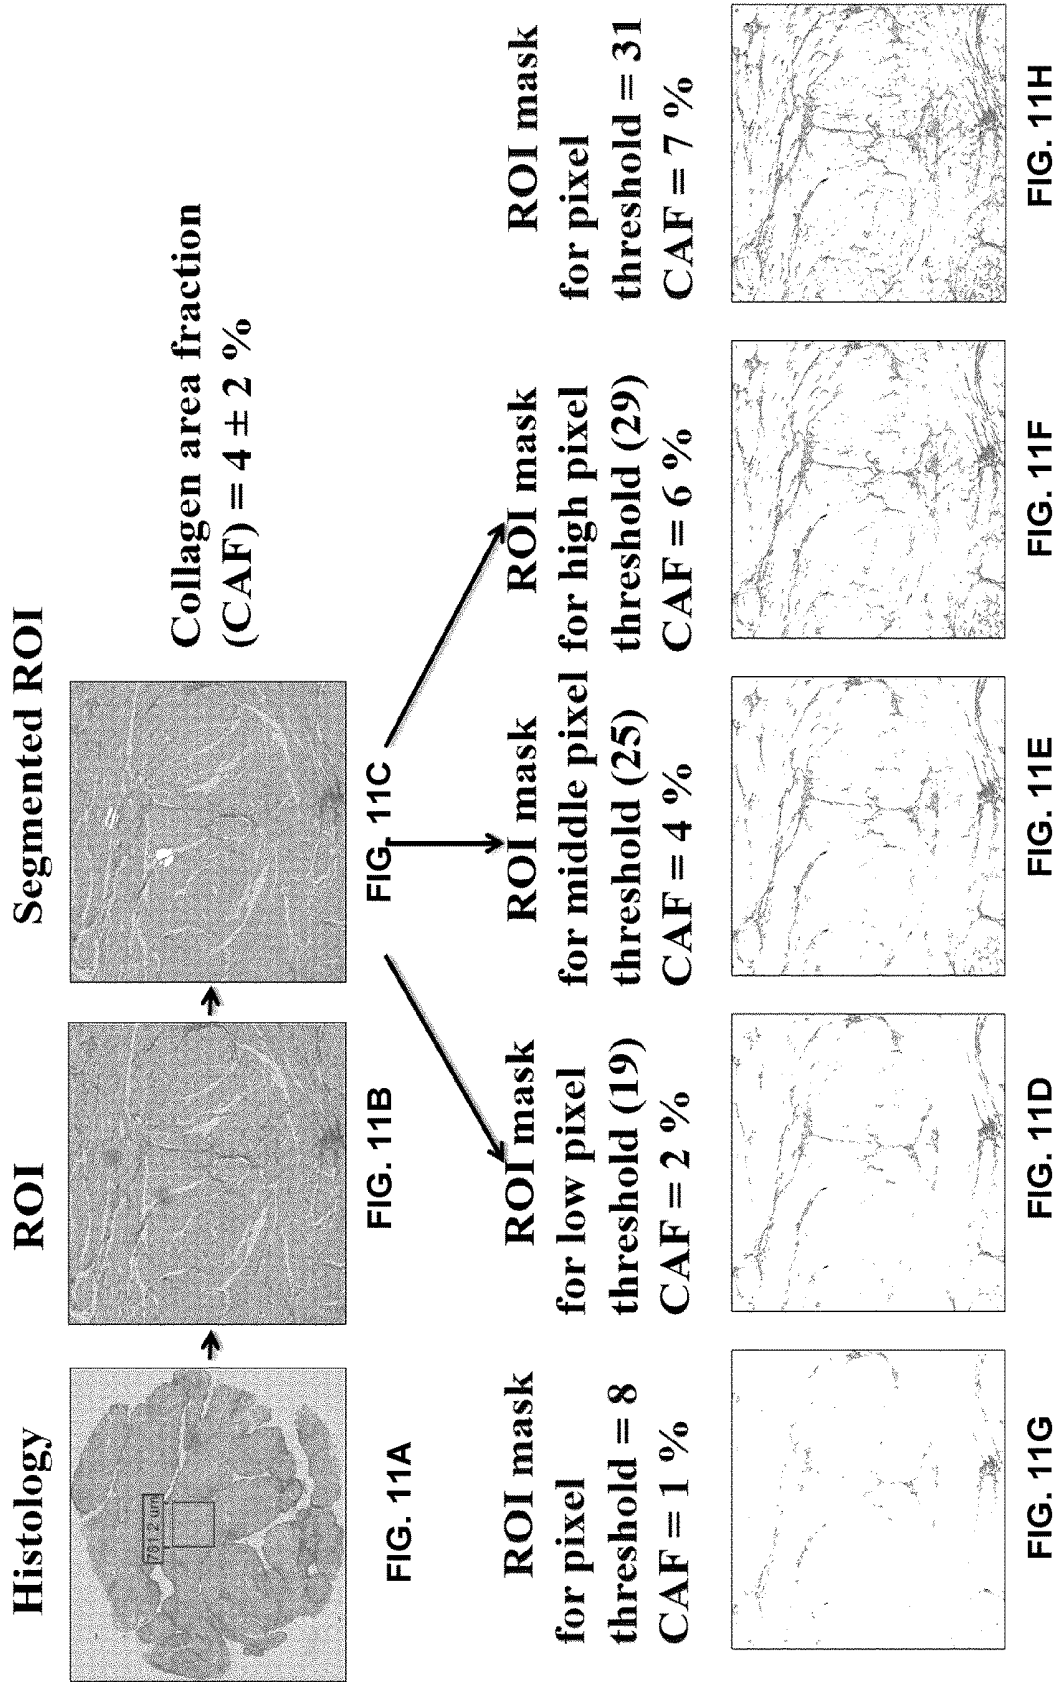 Histology
ROI
Segmented ROI
7512 um
Collagen area fraction
(CAF) = 4 ± 2 %
FIG. 11A
FIG. 11B
FIG. 11C
ROI mask
for pixel
threshold = 8
CAF = 1 %
ROI mask
for low pixel
threshold (19)
CAF = 2 %
ROI mask
for middle pixel
threshold (25)
CAF = 4 %
ROI mask
for high pixel
threshold (29)
CAF = 6 %
ROI mask
for pixel
threshold = 31
CAF = 7 %
FIG. 11G
FIG. 11D
FIG. 11E
FIG. 11F
FIG. 11H